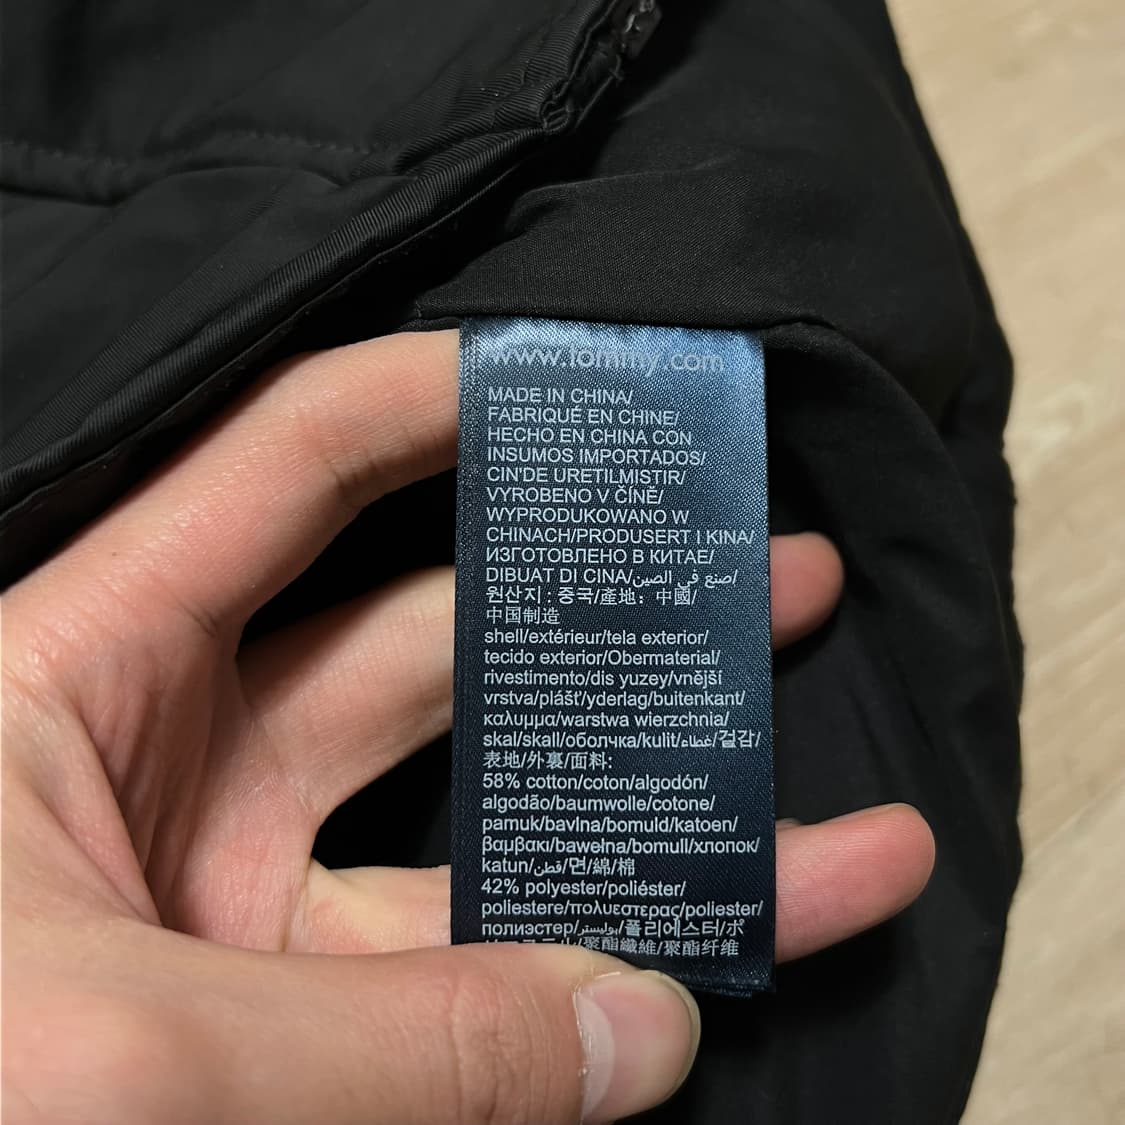 www.tommy.com
MADE IN CHINA/
FABRIQUÉ EN CHINE/
HECHO EN CHINA CON
INSUMOS IMPORTADOS/
CIN'DE URETILMISTIR/
VYROBENO V ČÍNĚ/
WYPRODUKOWANO W
CHINACH/PRODUSERT I KINA/
ИЗГОТОВЛЕНО В КИТАЕ/
DIBUAT DI CINA/صنع في الصين/
원산지 : 중국/產地：中國/
中国制造
shell/extérieur/tela exterior/
tecido exterior/Obermaterial/
rivestimento/dis yuzey/vnější
vrstva/plášť/yderlag/buitenkant/
καλυμμα/warstwa wierzchnia/
skal/skall/оболчка/kulit/غطاء/겉감/
表地/外裏/面料:
58% cotton/coton/algodón/
algodão/baumwolle/cotone/
pamuk/bavlna/bomuld/katoen/
βαμβακι/bawełna/bomull/хлопок/
katun/قطن/면/綿/棉
42% polyester/poliéster/
poliestere/πολυεστερας/poliester/
полиэстер/بوليستر/폴리에스터/ポ
リエステル/聚酯纖維/聚酯纤维